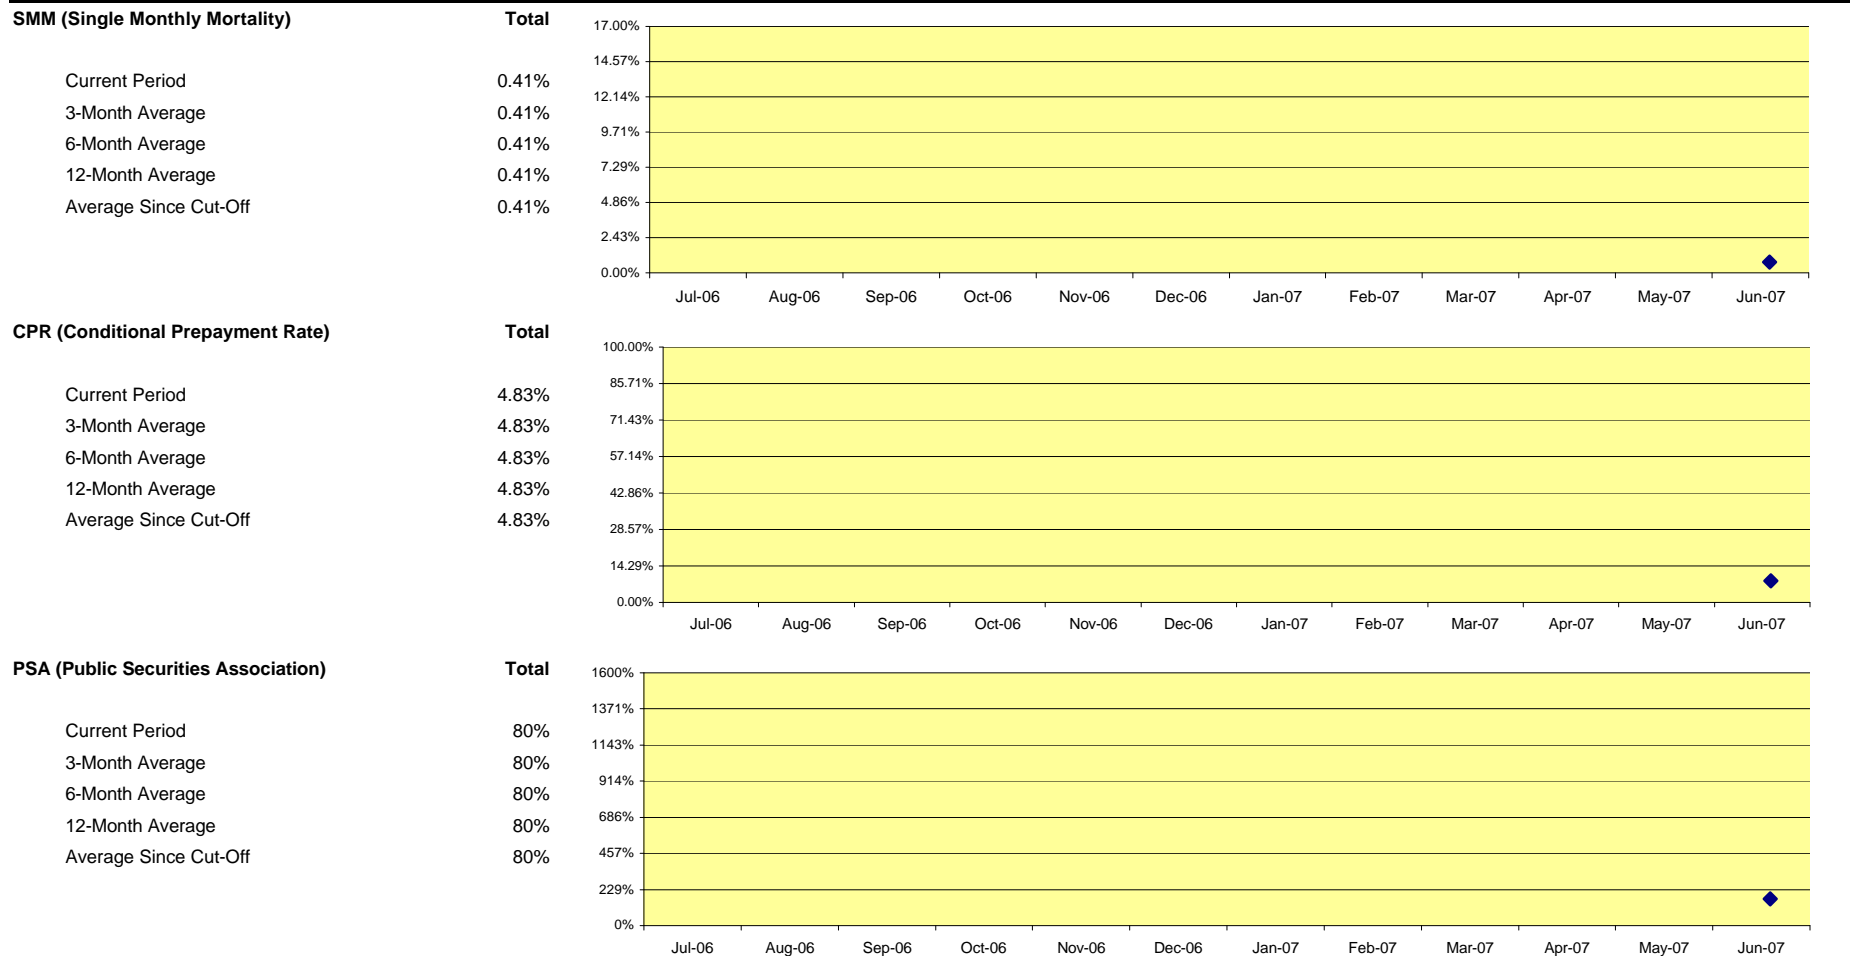 SMM (Single Monthly Mortality) Total
Current Period 0.41%
3-Month Average 0.41%
6-Month Average 0.41%
12-Month Average 0.41%
Average Since Cut-Off 0.41%
17.00%
14.57%
12.14%
9.71%
7.29%
4.86%
2.43%
0.00%
Jul-06 Aug-06 Sep-06 Oct-06 Nov-06 Dec-06 Jan-07 Feb-07 Mar-07 Apr-07 May-07 Jun-07
CPR (Conditional Prepayment Rate) Total
Current Period 4.83%
3-Month Average 4.83%
6-Month Average 4.83%
12-Month Average 4.83%
Average Since Cut-Off 4.83%
100.00%
85.71%
71.43%
57.14%
42.86%
28.57%
14.29%
0.00%
Jul-06 Aug-06 Sep-06 Oct-06 Nov-06 Dec-06 Jan-07 Feb-07 Mar-07 Apr-07 May-07 Jun-07
PSA (Public Securities Association) Total
Current Period 80%
3-Month Average 80%
6-Month Average 80%
12-Month Average 80%
Average Since Cut-Off 80%
1600%
1371%
1143%
914%
686%
457%
229%
0%
Jul-06 Aug-06 Sep-06 Oct-06 Nov-06 Dec-06 Jan-07 Feb-07 Mar-07 Apr-07 May-07 Jun-07